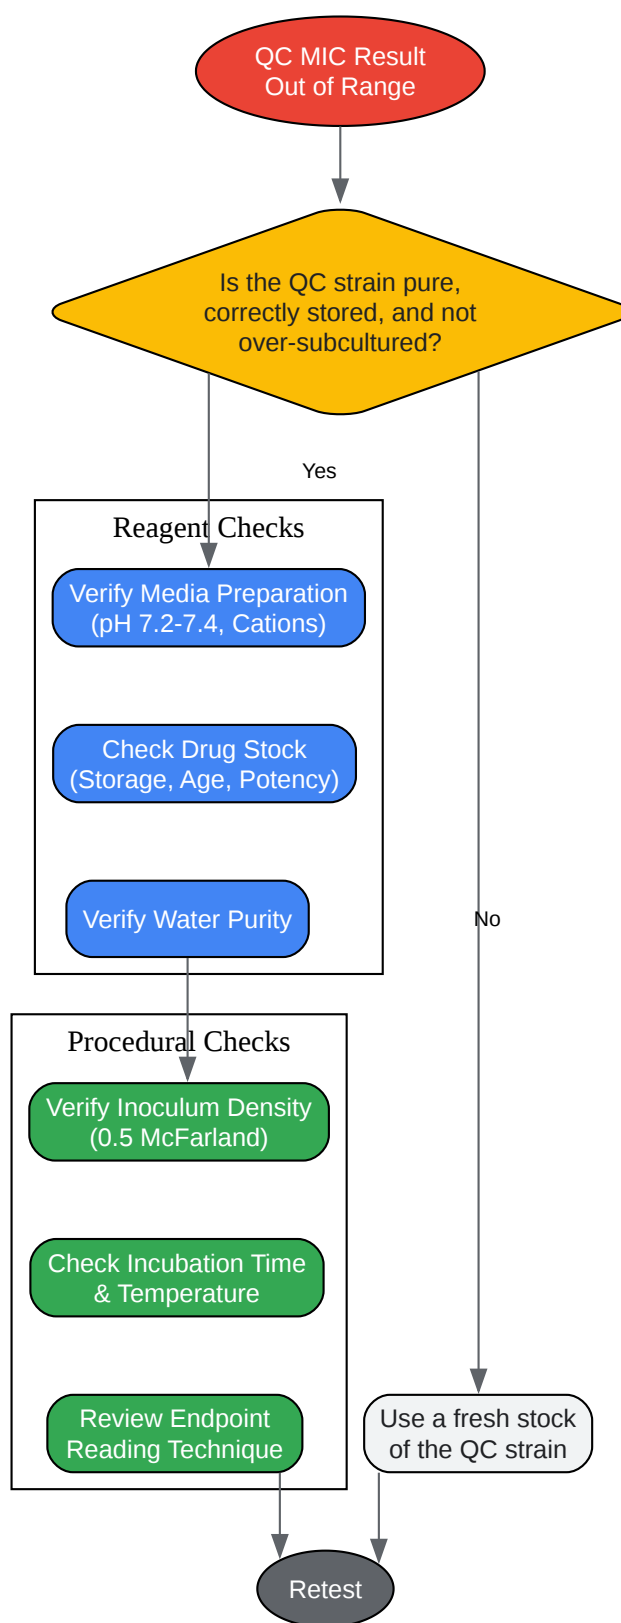 QC MIC Result
Out of Range
Is the QC strain pure,
correctly stored, and not
over-subcultured?
Yes
Reagent Checks
Verify Media Preparation
(pH 7.2-7.4, Cations)
Check Drug Stock
(Storage, Age, Potency)
Verify Water Purity
No
Procedural Checks
Verify Inoculum Density
(0.5 McFarland)
Check Incubation Time
& Temperature
Review Endpoint
Reading Technique
Use a fresh stock
of the QC strain
Retest